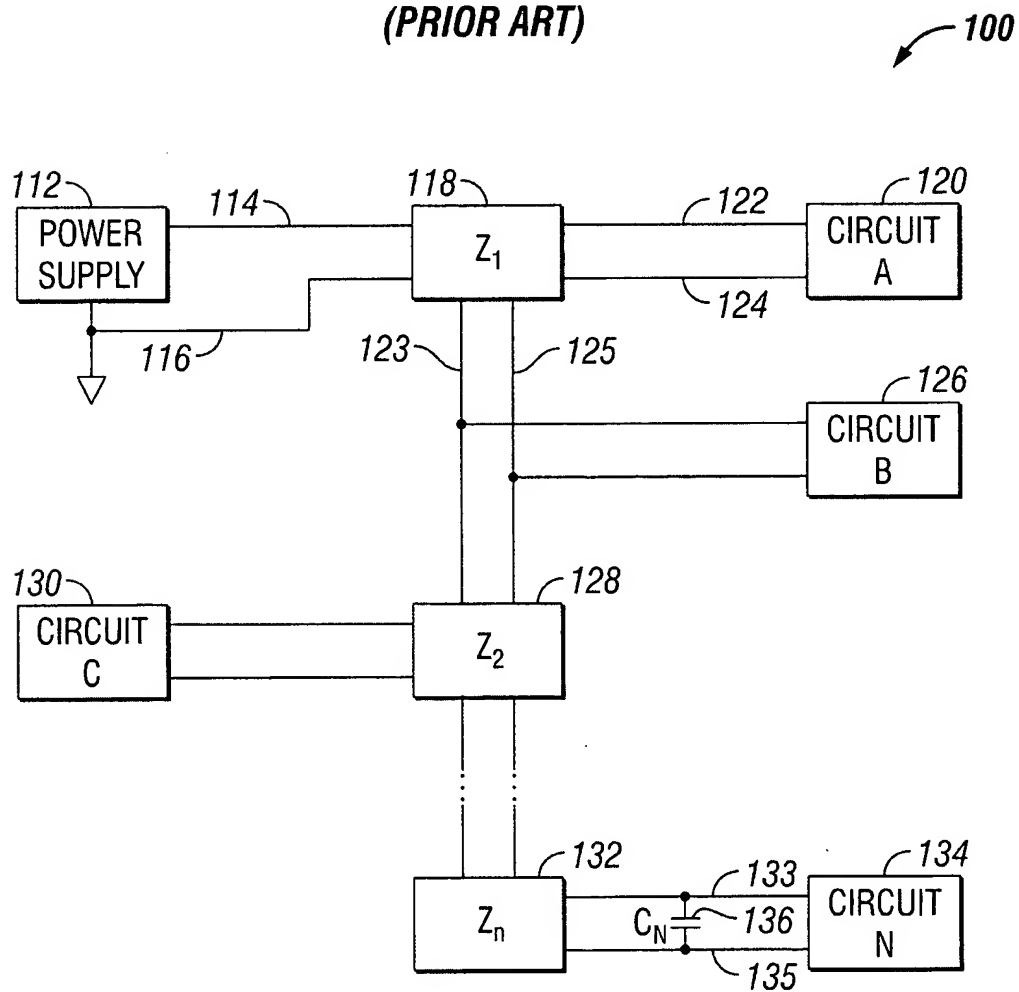 (PRIOR ART)
100
112
POWER
SUPPLY
114
116
118
Z1
122
124
120
CIRCUIT
A
123
125
126
CIRCUIT
B
130
CIRCUIT
C
128
Z2
132
Zn
133
CN
136
135
134
CIRCUIT
N